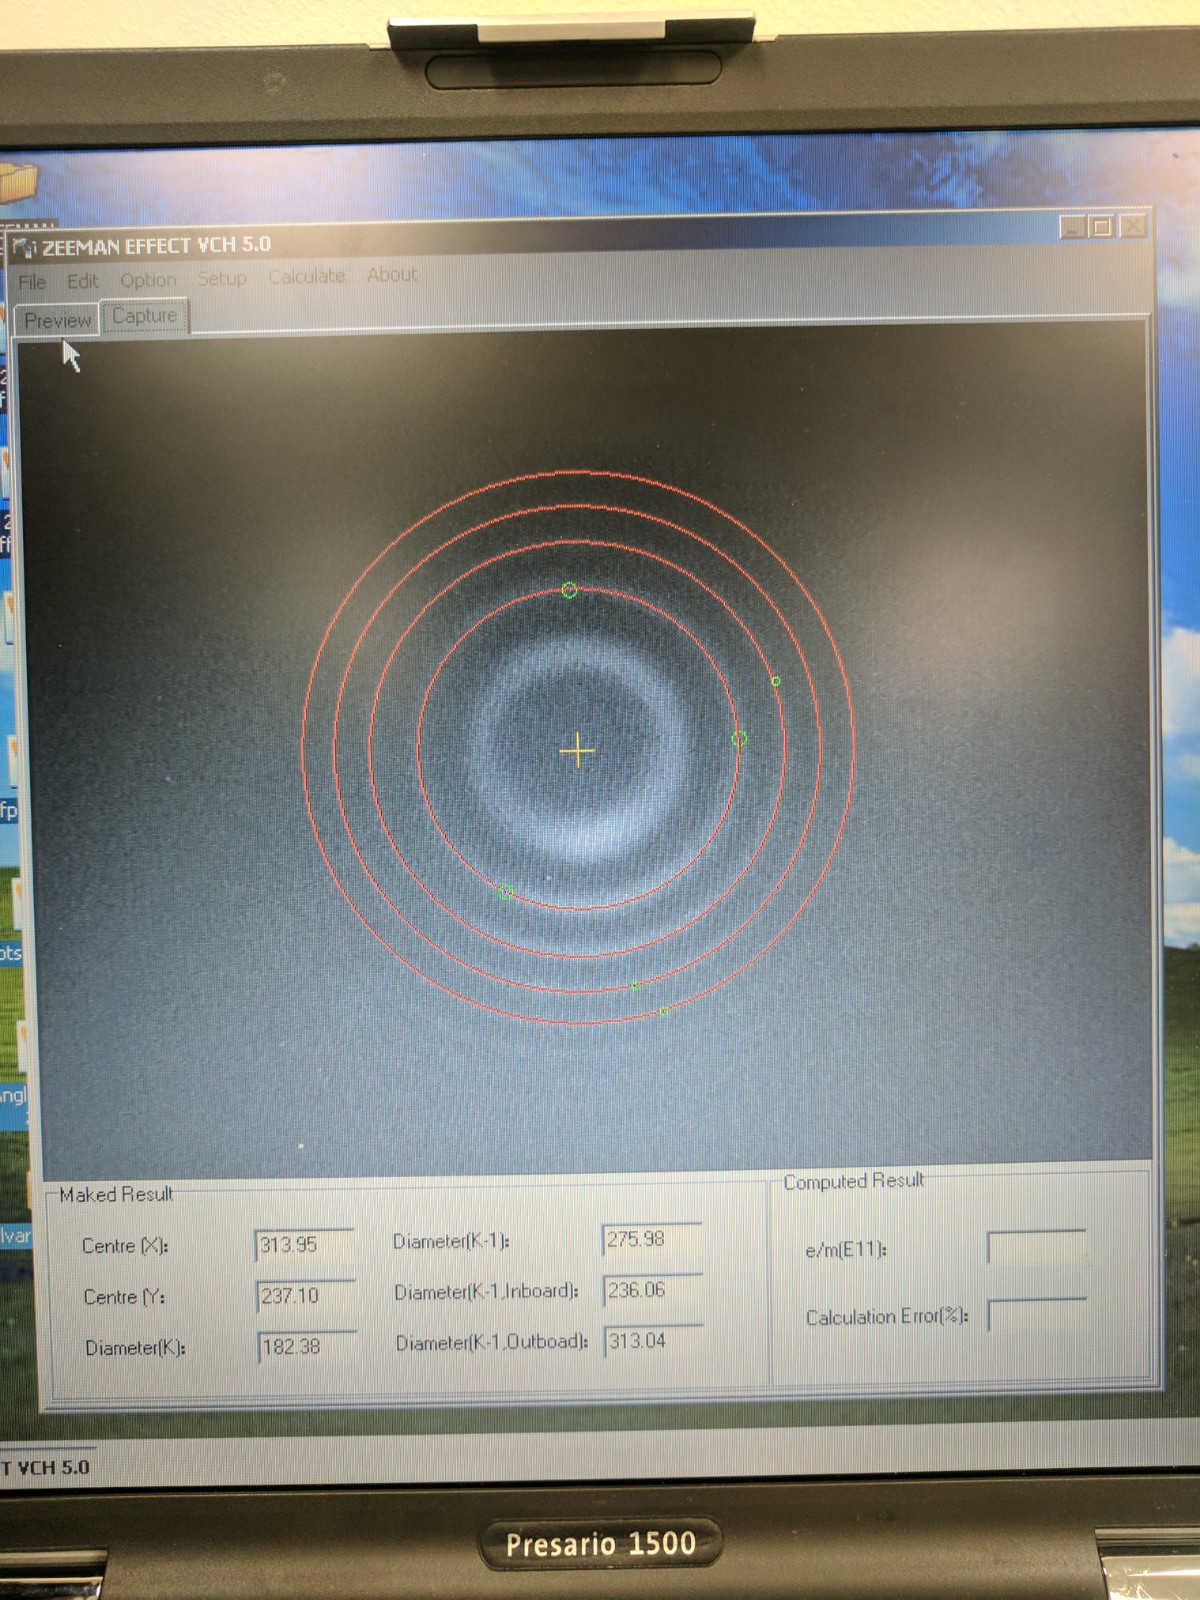 ZEEMAN EFFECT VCH 5.0
File Edit Option Setup Calculate About
Preview Capture
Maked Result
Centre (X): 313.95
Centre (Y: 237.10
Diameter(K): 182.38
Diameter(K-1): 275.98
Diameter(K-1,Inboard): 236.06
Diameter(K-1,Outboad): 313.04
Computed Result
e/m(E11):
Calculation Error(%):
T VCH 5.0
Presario 1500